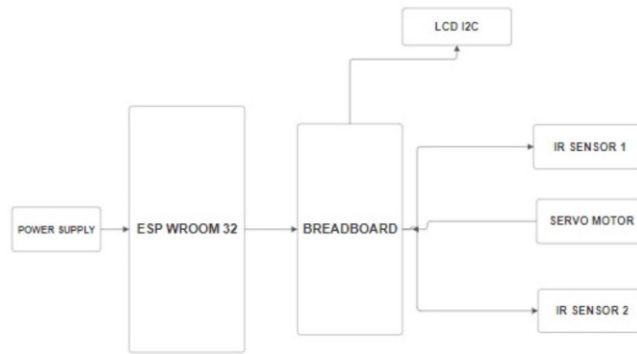 LCD I2C
IR SENSOR 1
POWER SUPPLY
ESP WROOM 32
BREADBOARD
SERVO MOTOR
IR SENSOR 2